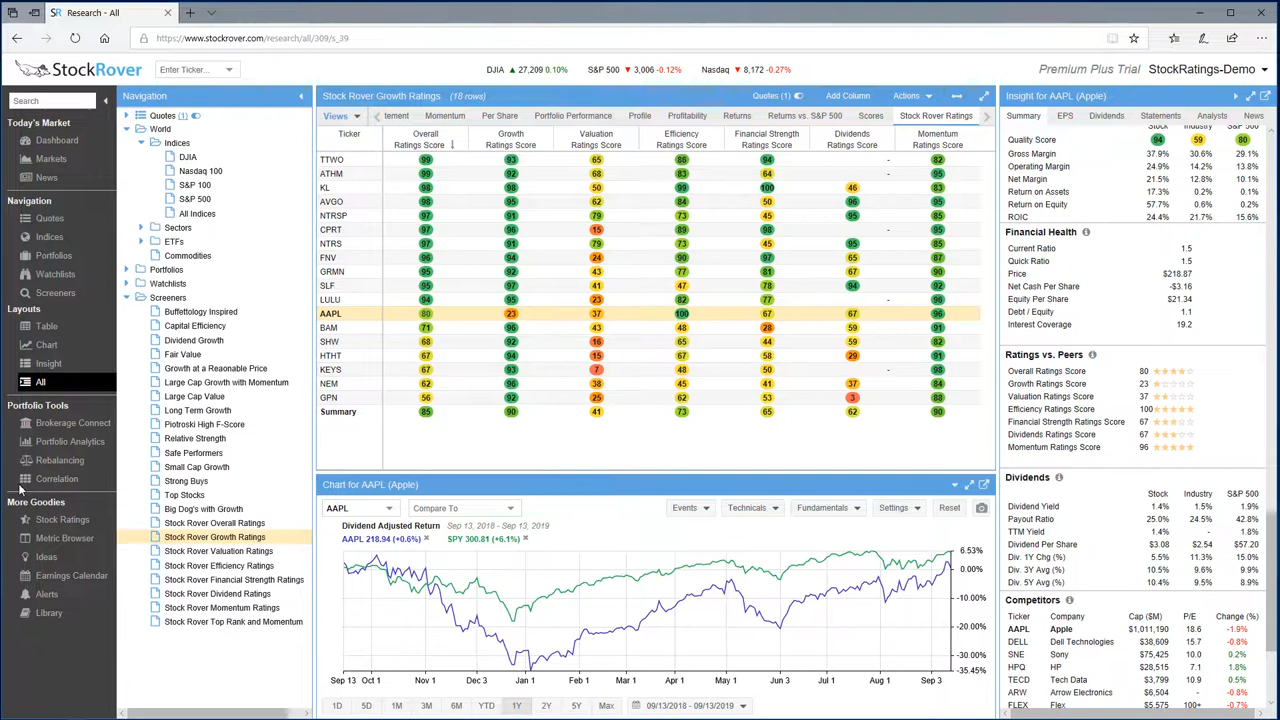 Research - All
https://www.stockrover.com/research/all/309/s_39
StockRover
Enter Ticker...
DJIA ▲ 27,209 0.10% S&P 500 ▼ 3,006 -0.12% Nasdaq ▼ 8,172 -0.27%
Premium Plus Trial StockRatings-Demo
Search
Today's Market
Dashboard
Markets
News
Navigation
Quotes
Indices
Portfolios
Watchlists
Screeners
Layouts
Table
Chart
Insight
All
Portfolio Tools
Brokerage Connect
Portfolio Analytics
Rebalancing
Correlation
More Goodies
Stock Ratings
Metric Browser
Ideas
Earnings Calendar
Alerts
Library
Navigation
Quotes (1)
World
Indices
DJIA
Nasdaq 100
S&P 100
S&P 500
All Indices
Sectors
ETFs
Commodities
Portfolios
Watchlists
Screeners
Buffettology Inspired
Capital Efficiency
Dividend Growth
Fair Value
Growth at a Reaonable Price
Large Cap Growth with Momentum
Large Cap Value
Long Term Growth
Piotroski High F-Score
Relative Strength
Safe Performers
Small Cap Growth
Strong Buys
Top Stocks
Big Dog's with Growth
Stock Rover Overall Ratings
Stock Rover Growth Ratings
Stock Rover Valuation Ratings
Stock Rover Efficiency Ratings
Stock Rover Financial Strength Ratings
Stock Rover Dividend Ratings
Stock Rover Momentum Ratings
Stock Rover Top Rank and Momentum
Stock Rover Growth Ratings (18 rows) Quotes (1) Add Column Actions
Views tement Momentum Per Share Portfolio Performance Profile Profitability Returns Returns vs. S&P 500 Scores Stock Rover Ratings
Ticker Overall Ratings Score Growth Ratings Score Valuation Ratings Score Efficiency Ratings Score Financial Strength Ratings Score Dividends Ratings Score Momentum Ratings Score
TTWO 99 93 65 86 94 - 82
ATHM 99 92 68 83 64 - 95
KL 98 98 50 99 100 46 83
AVGO 98 95 62 84 50 96 82
NTRSP 97 91 79 73 45 95 85
CPRT 97 96 15 89 98 - 95
NTRS 97 91 79 73 45 95 85
FNV 96 94 24 90 97 65 87
GRMN 95 92 43 77 81 67 96
SLF 95 97 41 47 78 94 92
LULU 94 95 23 82 77 - 96
AAPL 80 23 37 100 67 67 96
BAM 71 96 43 48 28 59 91
SHW 68 92 16 65 44 59 92
HTHT 67 94 15 67 58 29 91
KEYS 67 93 7 48 50 - 98
NEM 62 96 38 45 41 37 84
GPN 56 92 25 62 53 3 88
Summary 85 90 41 73 65 62 90
Chart for AAPL (Apple)
AAPL Compare To Events Technicals Fundamentals Settings Reset
Dividend Adjusted Return Sep 13, 2018 - Sep 13, 2019
AAPL 218.94 (+0.6%) SPY 300.81 (+6.1%)
6.53%
0.00%
-10.00%
-20.00%
-30.00%
-35.45%
Sep 13 Oct 1 Nov 1 Dec 3 Jan 1 Feb 1 Mar 1 Apr 1 May 1 Jun 1 Jul 1 Aug 1 Sep 3
1D 5D 1M 3M 6M YTD 1Y 2Y 5Y Max 09/13/2018 - 09/13/2019
Insight for AAPL (Apple)
Summary EPS Dividends Statements Analysts News
Stock Industry S&P 500
Quality Score 94 59 80
Gross Margin 37.9% 30.6% 29.1%
Operating Margin 24.9% 14.2% 13.8%
Net Margin 21.5% 12.8% 10.1%
Return on Assets 17.3% 0.2% 0.1%
Return on Equity 57.7% 0.6% 0.2%
ROIC 24.4% 21.7% 15.6%
Financial Health
Current Ratio 1.5
Quick Ratio 1.5
Price $218.87
Net Cash Per Share -$3.16
Equity Per Share $21.34
Debt / Equity 1.1
Interest Coverage 19.2
Ratings vs. Peers
Overall Ratings Score 80
Growth Ratings Score 23
Valuation Ratings Score 37
Efficiency Ratings Score 100
Financial Strength Ratings Score 67
Dividends Ratings Score 67
Momentum Ratings Score 96
Dividends
Stock Industry S&P 500
Dividend Yield 1.4% 1.5% 1.9%
Payout Ratio 25.0% 24.5% 42.8%
TTM Yield 1.4% 1.3% 1.8%
Dividend Per Share $3.08 $2.54 $57.20
Div. 1Y Chg (%) 5.5% 11.3% 15.0%
Div. 3Y Avg (%) 10.5% 9.6% 9.9%
Div. 5Y Avg (%) 10.4% 9.5% 8.9%
Competitors
Ticker Company Cap ($M) P/E Change (%)
AAPL Apple $1,011,190 18.6 -1.9%
DELL Dell Technologies $38,609 15.7 -0.8%
SNE Sony $75,425 10.0 0.2%
HPQ HP $28,515 7.1 1.8%
TECD Tech Data $3,799 10.9 0.5%
ARW Arrow Electronics $6,504 - -0.8%
FLEX Flex $5,575 100+ -0.7%